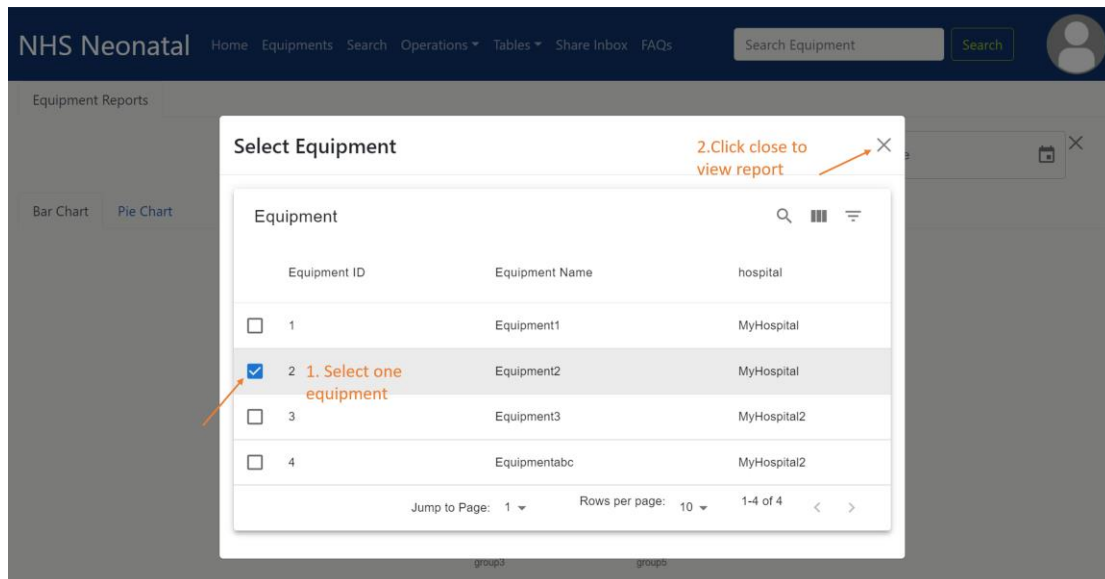 NHS Neonatal Home Equipments Search Operations Tables Share Inbox FAQs Search Equipment Search
Equipment Reports
Select Equipment
2.Click close to
view report
Bar Chart Pie Chart
Equipment
Equipment ID Equipment Name hospital
1 Equipment1 MyHospital
2 Equipment2 MyHospital
1. Select one
equipment
3 Equipment3 MyHospital2
4 Equipmentabc MyHospital2
Jump to Page: 1 Rows per page: 10 1-4 of 4
group3 group5